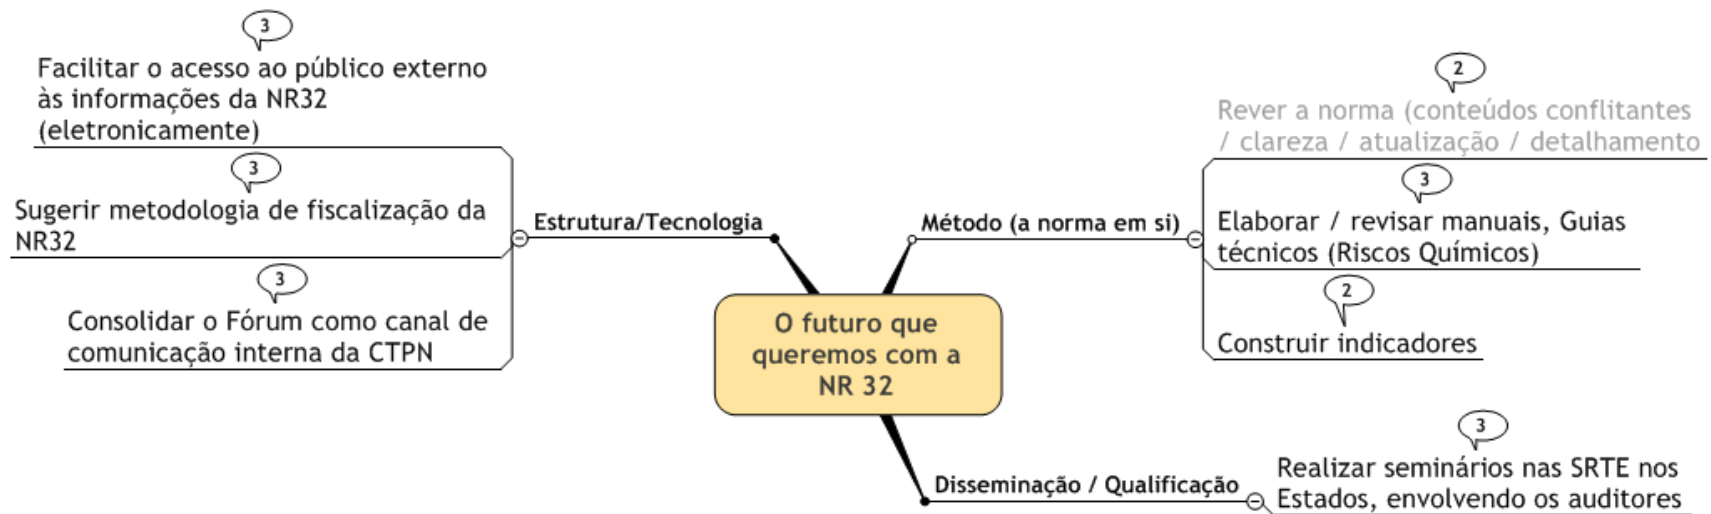 3
Facilitar o acesso ao público externo
às informações da NR32
(eletronicamente)
3
Sugerir metodologia de fiscalização da
NR32
3
Consolidar o Fórum como canal de
comunicação interna da CTPN
Estrutura/Tecnologia
O futuro que
queremos com a
NR 32
Método (a norma em si)
2
Rever a norma (conteúdos conflitantes
/ clareza / atualização / detalhamento
3
Elaborar / revisar manuais, Guias
técnicos (Riscos Químicos)
2
Construir indicadores
Disseminação / Qualificação
3
Realizar seminários nas SRTE nos
Estados, envolvendo os auditores